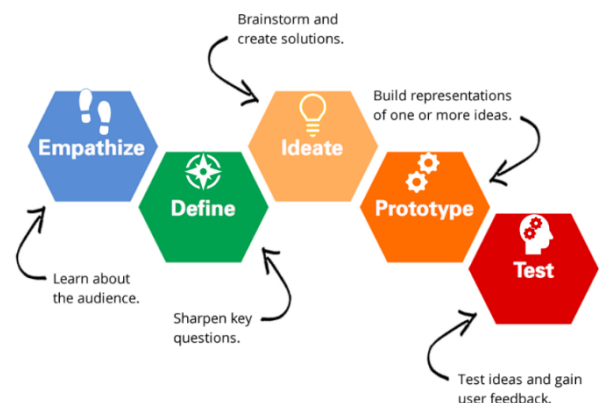 Brainstorm and
create solutions.
Build representations
of one or more ideas.
Empathize
Ideate
Define
Prototype
Test
Learn about
the audience.
Sharpen key
questions.
Test ideas and gain
user feedback.